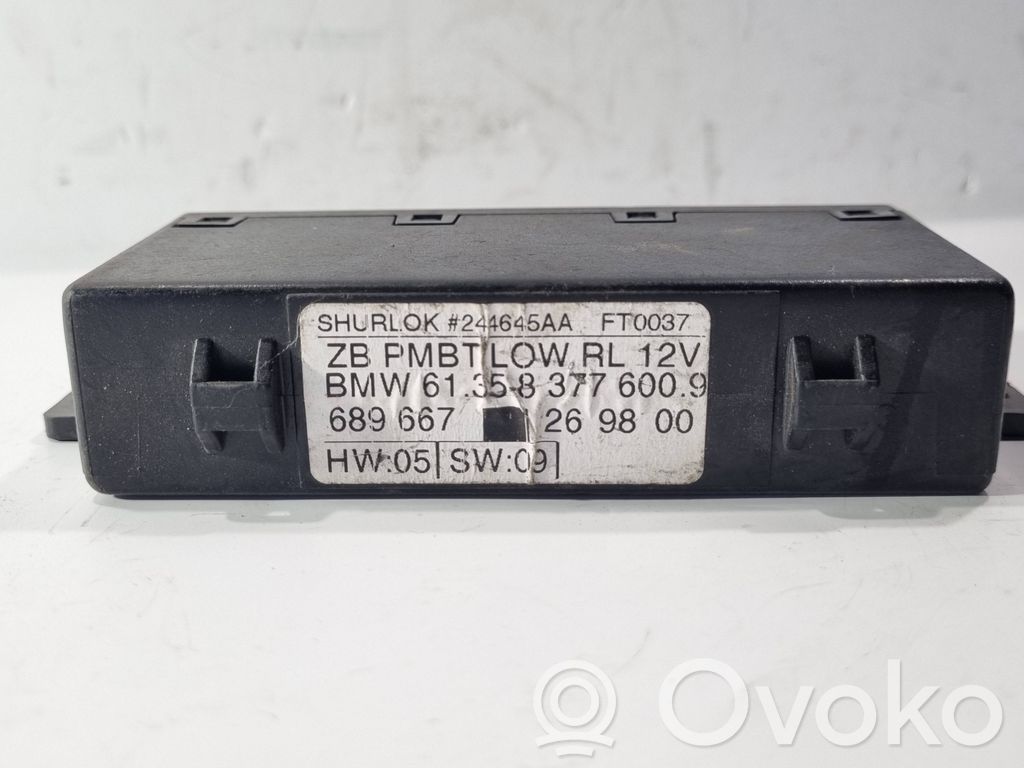 SHURLOK #244645AA FT0037
ZB PMBT LOW RL 12V
BMW 61.35-8 377 600.9
689 667 26 98 00
HW:05 SW:09
Ovoko